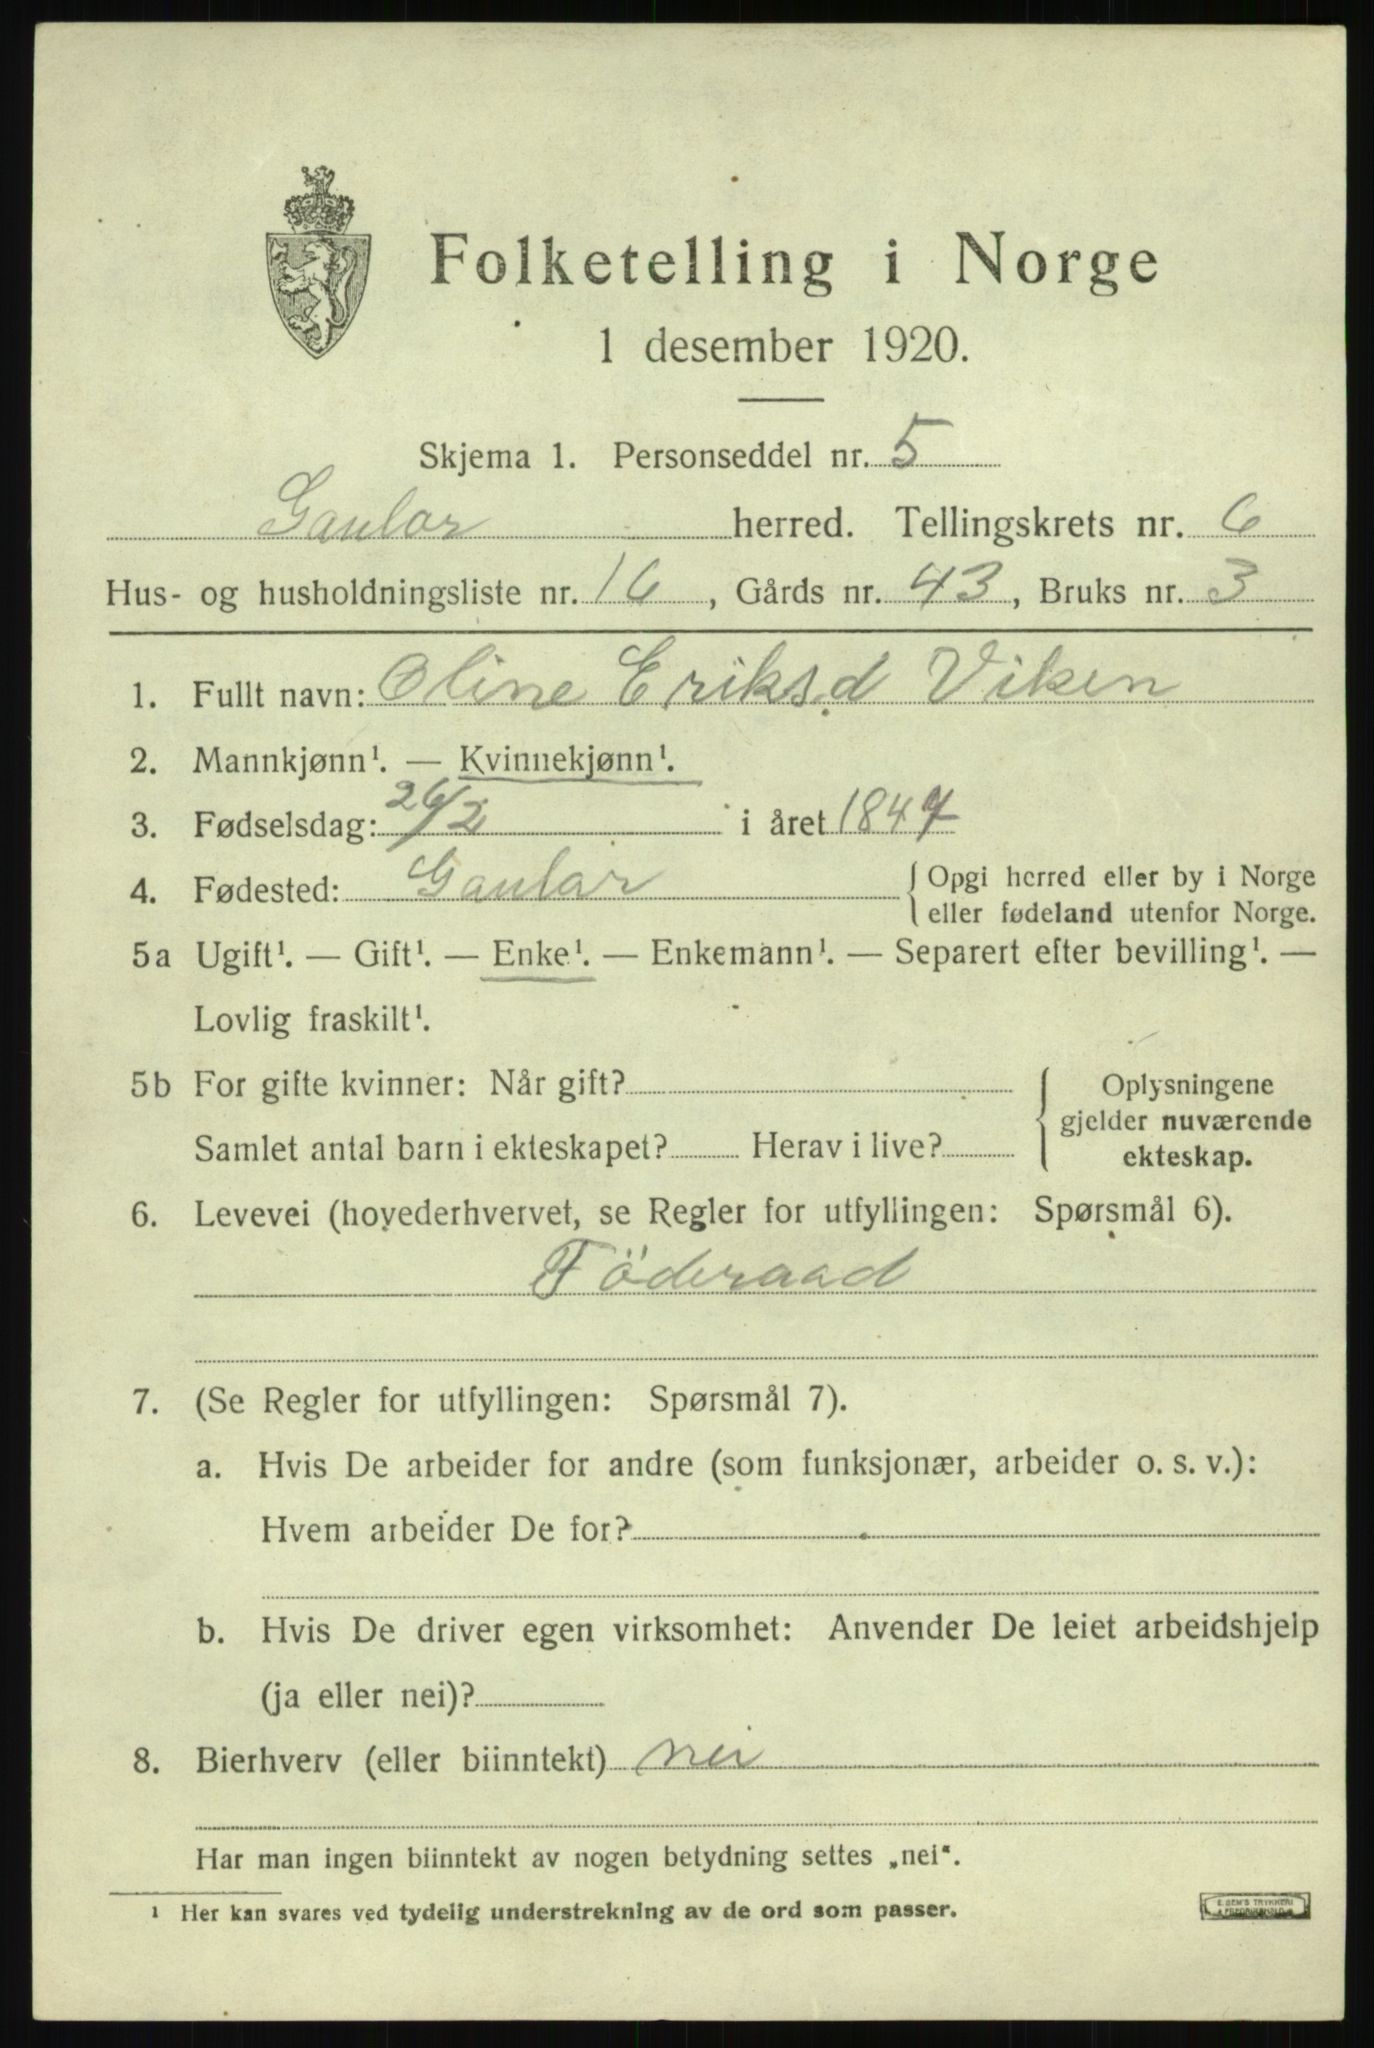 Folketelling i Norge
1 desember 1920.
Skjema 1. Personseddel nr. 5
Gaular herred. Tellingskrets nr. 6
Hus- og husholdningsliste nr. 16, Gårds nr. 43, Bruks nr. 3
1. Fullt navn: Oline Eriksd Viken
2. Mannkjønn¹. — Kvinnekjønn¹.
3. Fødselsdag: 26/2 i året 1847
4. Fødested: Gaular { Opgi herred eller by i Norge
eller fødeland utenfor Norge.
5a Ugift¹. — Gift¹. — Enke¹. — Enkemann¹. — Separert efter bevilling¹. —
Lovlig fraskilt¹.
5b For gifte kvinner: Når gift? { Oplysningene
gjelder nuværende
Samlet antal barn i ekteskapet? Herav i live? ekteskap.
6. Levevei (hovederhvervet, se Regler for utfyllingen: Spørsmål 6).
Föderaad
7. (Se Regler for utfyllingen: Spørsmål 7).
a. Hvis De arbeider for andre (som funksjonær, arbeider o. s. v.):
Hvem arbeider De for?
b. Hvis De driver egen virksomhet: Anvender De leiet arbeidshjelp
(ja eller nei)?
8. Bierhverv (eller biinntekt) nei
Har man ingen biinntekt av nogen betydning settes „nei“.
¹ Her kan svares ved tydelig understrekning av de ord som passer.